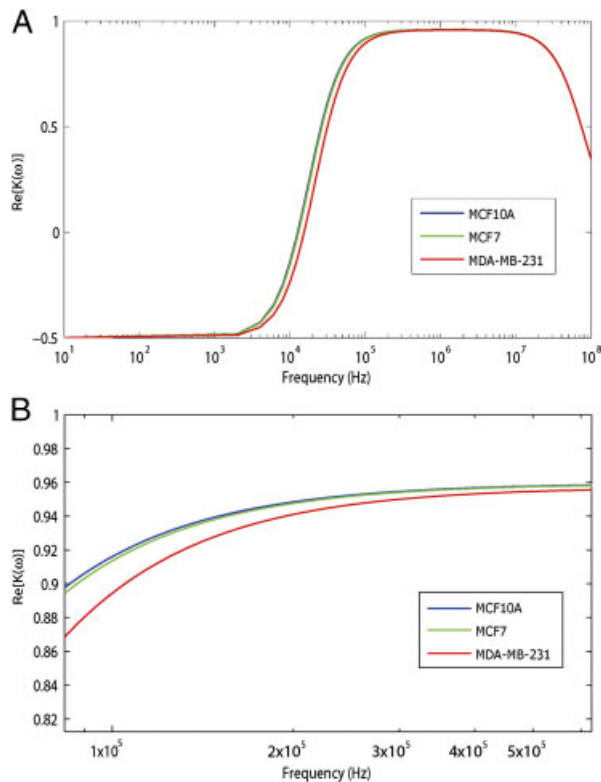 A
1
0.5
0
−0.5
Re[K(ω)]
MCF10A
MCF7
MDA-MB-231
10^1 10^2 10^3 10^4 10^5 10^6 10^7 10^8
Frequency (Hz)
B
1
0.98
0.96
0.94
0.92
0.9
0.88
0.86
0.84
0.82
Re[K(ω)]
MCF10A
MCF7
MDA-MB-231
1x10^5 2x10^5 3x10^5 4x10^5 5x10^5
Frequency (Hz)